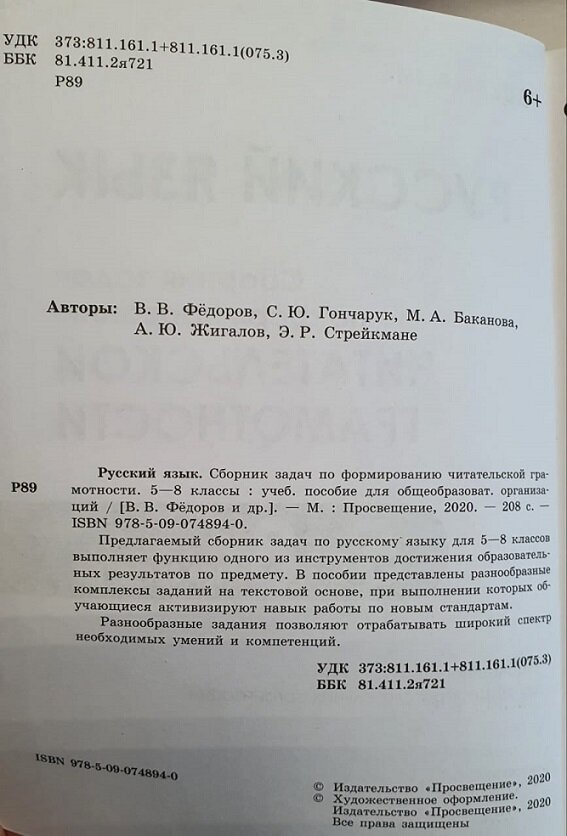 УДК 373:811.161.1+811.161.1(075.3)
ББК 81.411.2я721
Р89
6+
Авторы: В. В. Фёдоров, С. Ю. Гончарук, М. А. Баканова,
А. Ю. Жигалов, Э. Р. Стрейкмане
Русский язык. Сборник задач по формированию читательской гра-
Р89 мотности. 5—8 классы : учеб. пособие для общеобразоват. организа-
ций / [В. В. Фёдоров и др.]. — М. : Просвещение, 2020. — 208 с. —
ISBN 978-5-09-074894-0.
Предлагаемый сборник задач по русскому языку для 5—8 классов
выполняет функцию одного из инструментов достижения образователь-
ных результатов по предмету. В пособии представлены разнообразные
комплексы заданий на текстовой основе, при выполнении которых обу-
чающиеся активизируют навык работы по новым стандартам.
Разнообразные задания позволяют отрабатывать широкий спектр
необходимых умений и компетенций.
УДК 373:811.161.1+811.161.1(075.3)
ББК 81.411.2я721
ISBN 978-5-09-074894-0
© Издательство «Просвещение», 2020
© Художественное оформление.
Издательство «Просвещение», 2020
Все права защищены